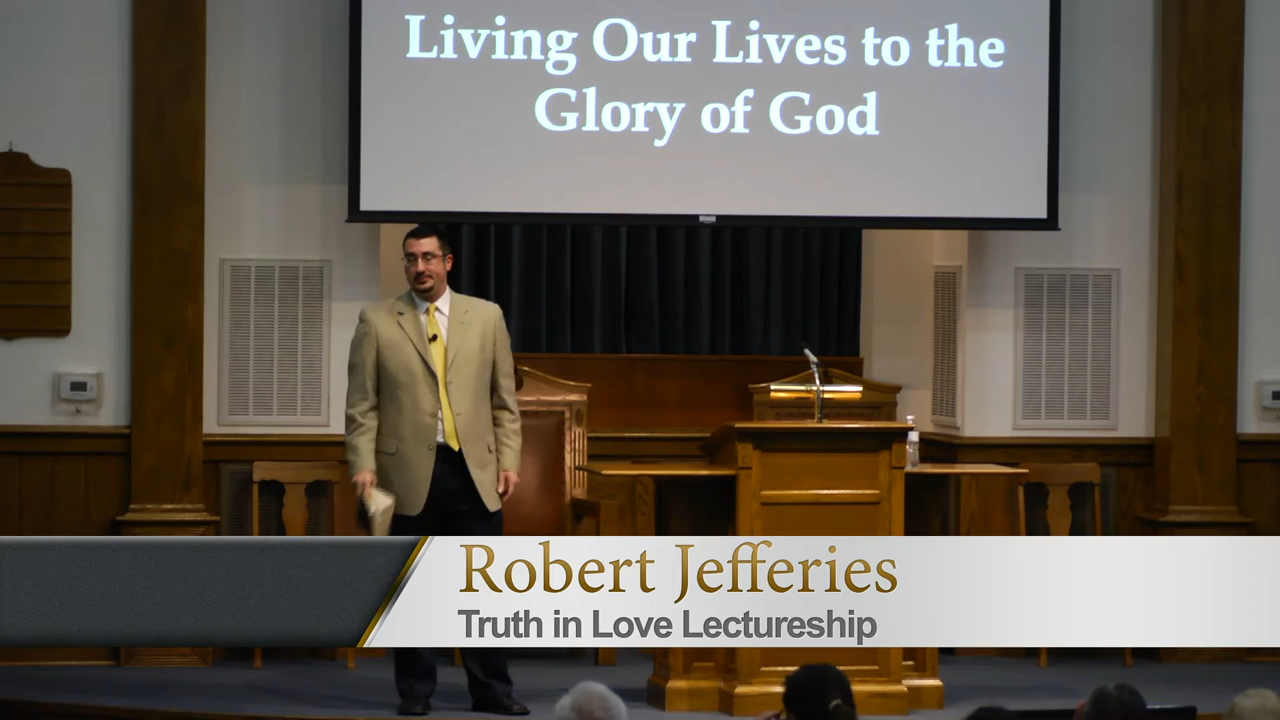 Living Our Lives to the
Glory of God
Robert Jefferies
Truth in Love Lectureship